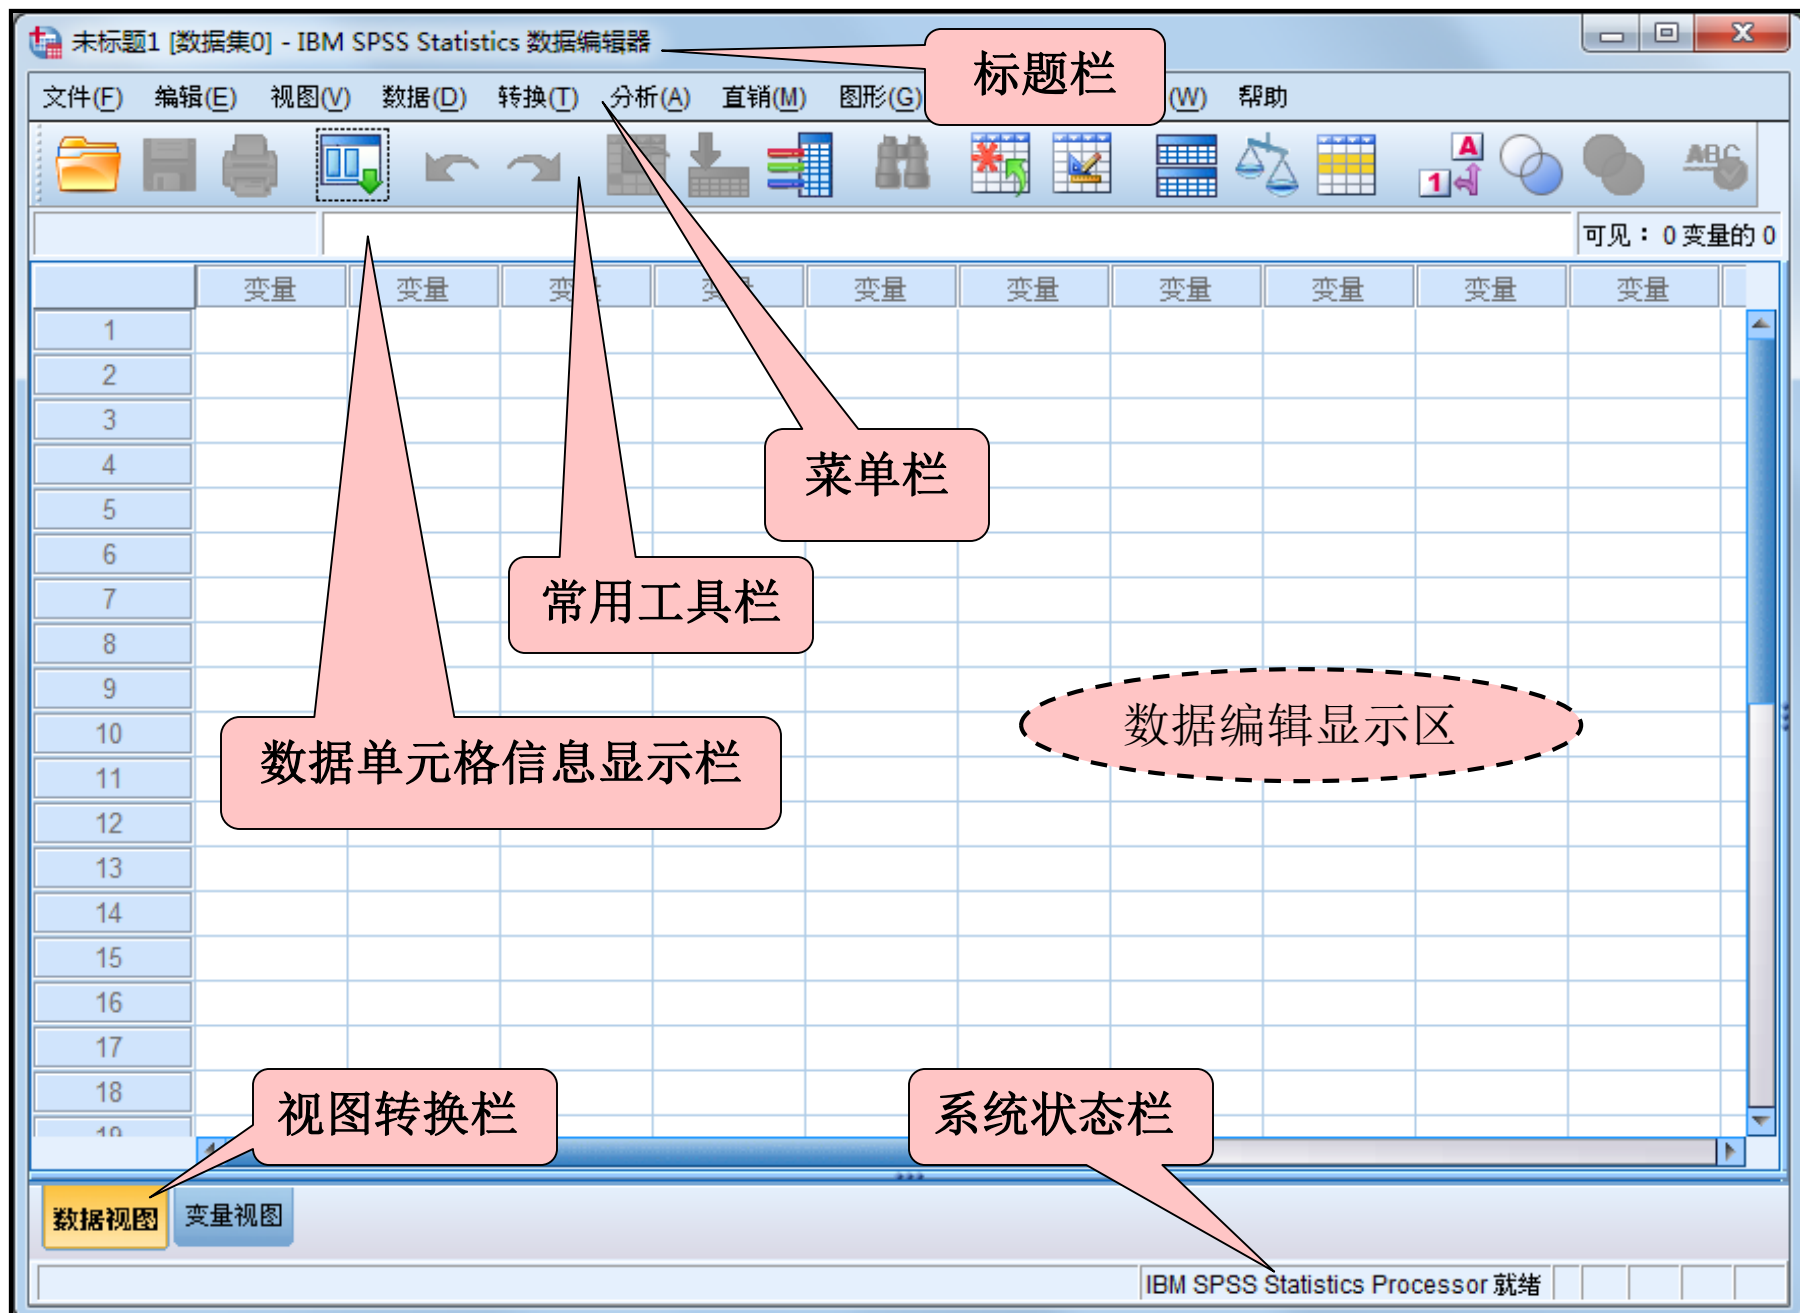 未标题1 [数据集0] - IBM SPSS Statistics 数据编辑器
标题栏
文件(F) 编辑(E) 视图(V) 数据(D) 转换(T) 分析(A) 直销(M) 图形(G) (W) 帮助
A
1
ABC
可见： 0 变量的 0
变量 变量 变量 变量 变量 变量 变量 变量 变量
1
2
3
4
菜单栏
5
6
7
常用工具栏
8
9
10
数据编辑显示区
数据单元格信息显示栏
11
12
13
14
15
16
17
18
视图转换栏
系统状态栏
19
数据视图 变量视图
IBM SPSS Statistics Processor 就绪